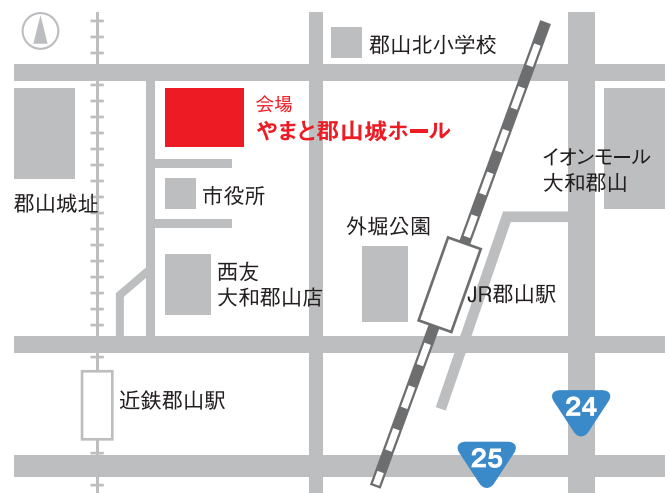 郡山北小学校
会場
やまと郡山城ホール
イオンモール
大和郡山
郡山城址
市役所
外堀公園
西友
大和郡山店
JR郡山駅
近鉄郡山駅
24
25